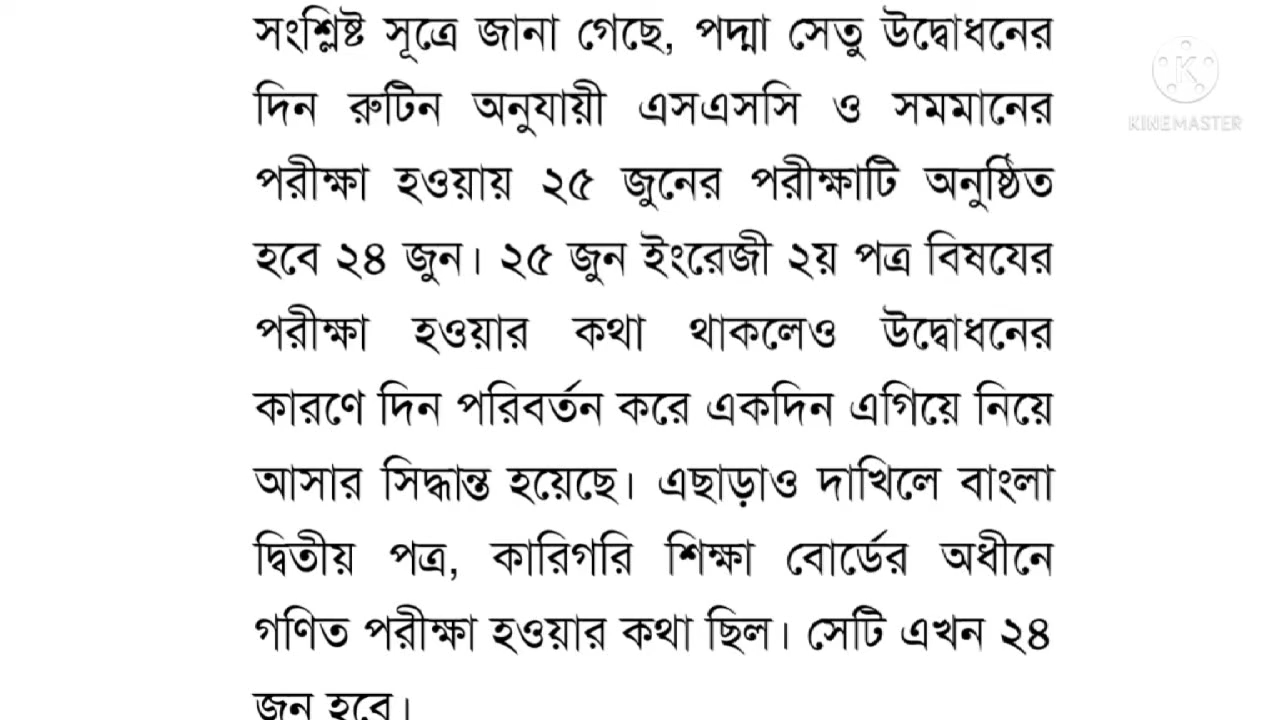 সংশ্লিষ্ট সূত্রে জানা গেছে, পদ্মা সেতু উদ্বোধনের
দিন রুটিন অনুযায়ী এসএসসি ও সমমানের
পরীক্ষা হওয়ায় ২৫ জুনের পরীক্ষাটি অনুষ্ঠিত
হবে ২৪ জুন। ২৫ জুন ইংরেজী ২য় পত্র বিষযের
পরীক্ষা হওয়ার কথা থাকলেও উদ্বোধনের
কারণে দিন পরিবর্তন করে একদিন এগিয়ে নিয়ে
আসার সিদ্ধান্ত হয়েছে। এছাড়াও দাখিলে বাংলা
দ্বিতীয় পত্র, কারিগরি শিক্ষা বোর্ডের অধীনে
গণিত পরীক্ষা হওয়ার কথা ছিল। সেটি এখন ২৪
জুন হবে।
K
KINEMASTER